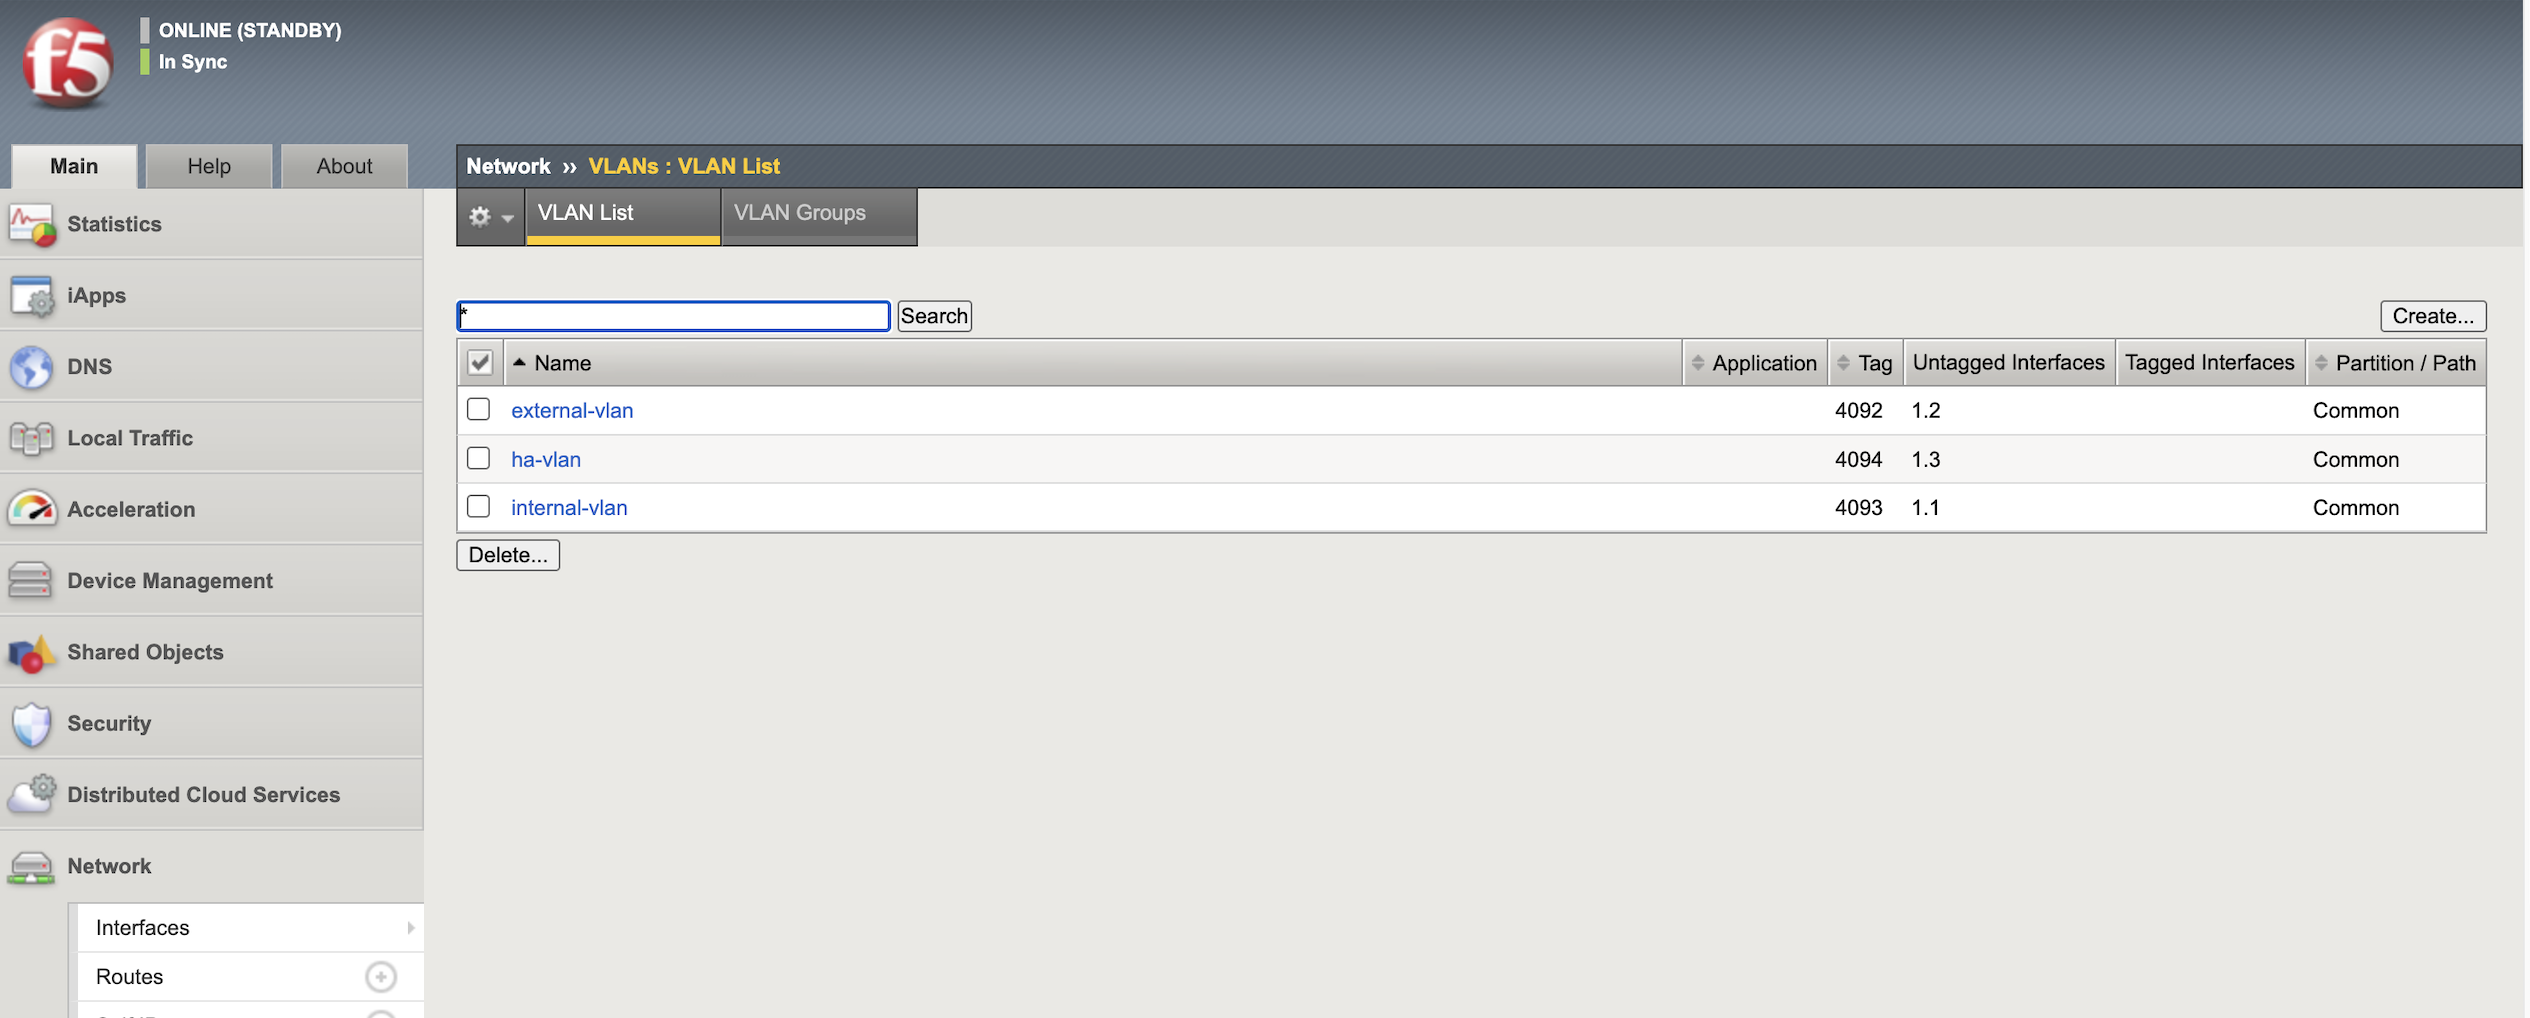 f5
ONLINE (STANDBY)
In Sync
Main
Help
About
Network ›› VLANs : VLAN List
VLAN List
VLAN Groups
Statistics
iApps
DNS
Local Traffic
Acceleration
Device Management
Shared Objects
Security
Distributed Cloud Services
Network
Interfaces
Routes
*
Search
Create...
Name Application Tag Untagged Interfaces Tagged Interfaces Partition / Path
external-vlan 4092 1.2 Common
ha-vlan 4094 1.3 Common
internal-vlan 4093 1.1 Common
Delete...